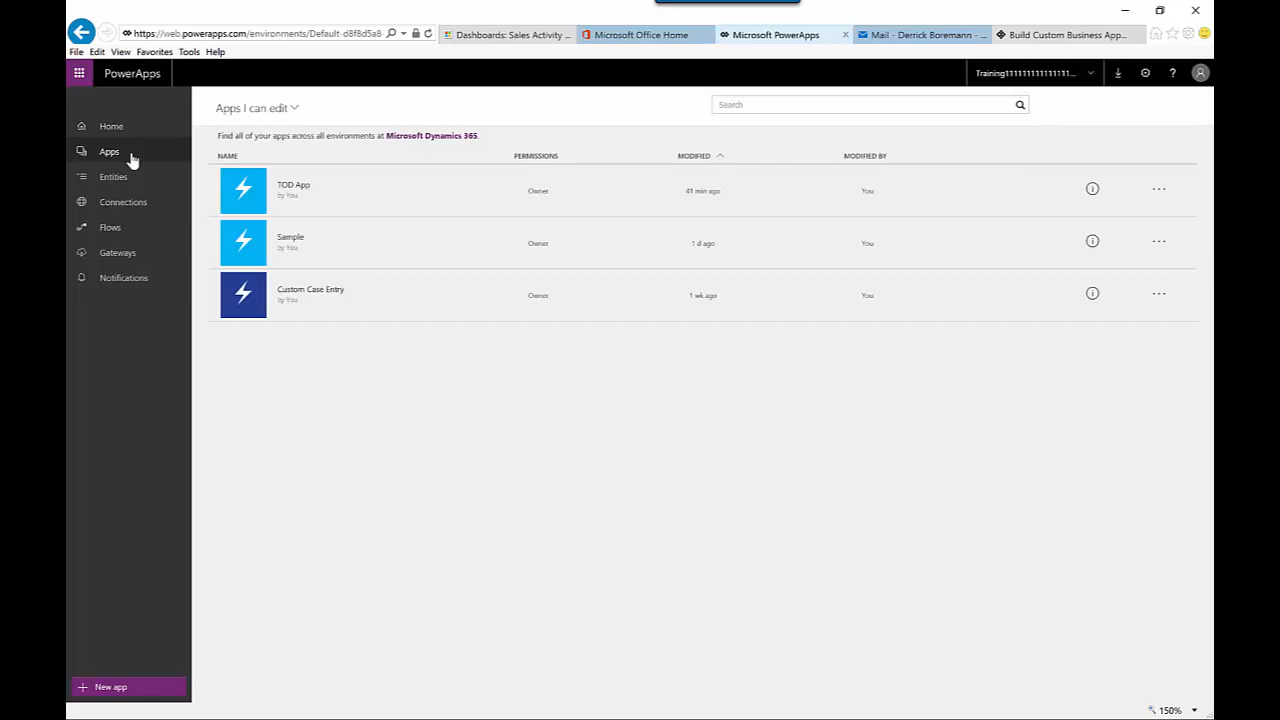 https://web.powerapps.com/environments/Default-d8f8d5a8
Dashboards: Sales Activity ...
Microsoft Office Home
Microsoft PowerApps
Mail - Derrick Boremann - ...
Build Custom Business App...
File Edit View Favorites Tools Help
PowerApps
Training111111111111111...
Home
Apps
Entities
Connections
Flows
Gateways
Notifications
New app
Apps I can edit
Search
Find all of your apps across all environments at Microsoft Dynamics 365.
NAME PERMISSIONS MODIFIED MODIFIED BY
TOD App
by You
Owner 41 min ago You
Sample
by You
Owner 1 d ago You
Custom Case Entry
by You
Owner 1 wk ago You
150%